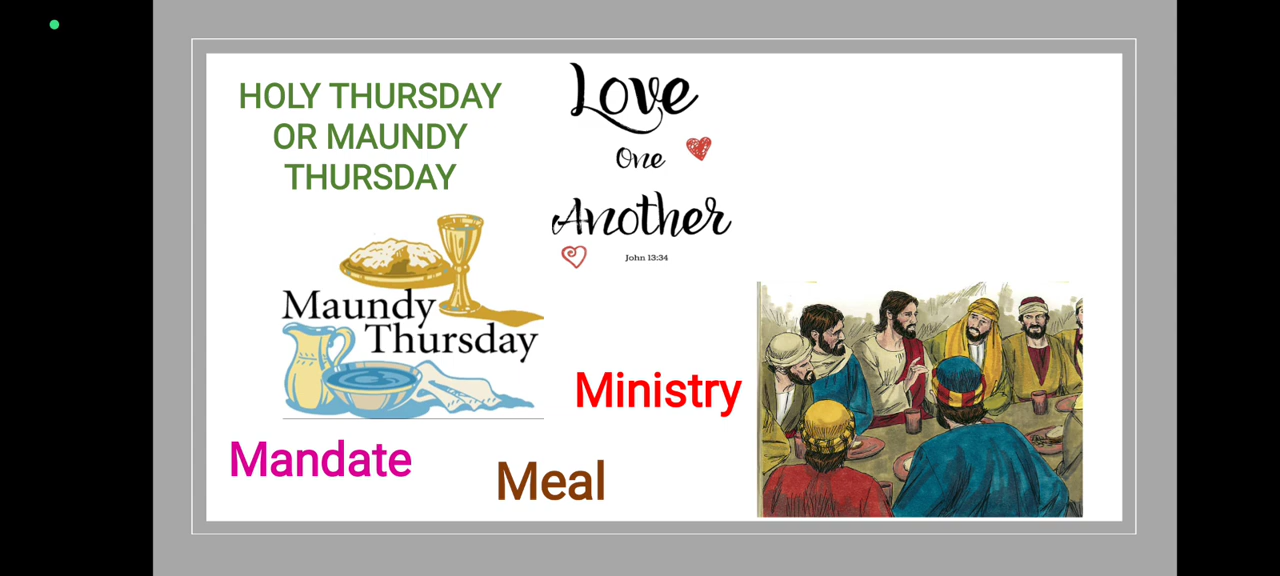 HOLY THURSDAY
OR MAUNDY
THURSDAY
Love
One
Another
John 13:34
Maundy
Thursday
Ministry
Mandate
Meal